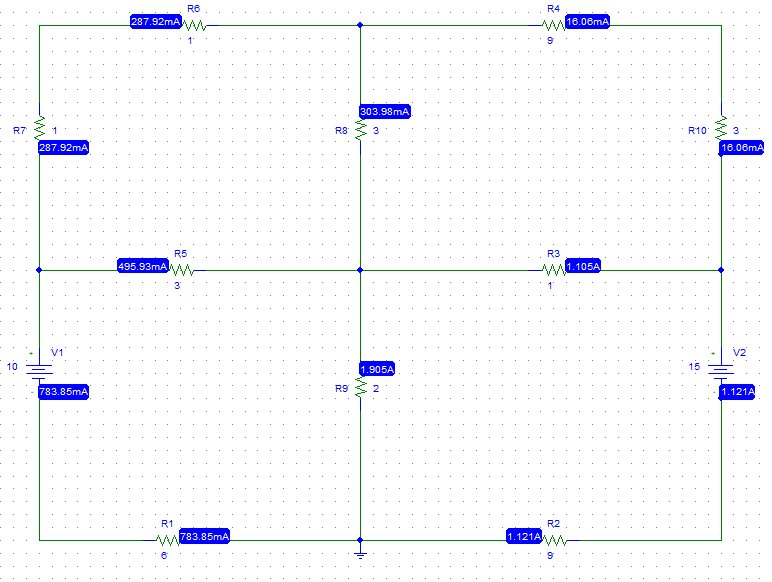 R6 R4
287.92mA 16.06mA
1 9
303.98mA
R7 1 R8 3 R10 3
287.92mA 16.06mA
R5 R3
495.93mA 1.105A
3 1
V1 V2
10 15
1.905A
R9 2
783.85mA 1.121A
R1 R2
783.85mA 1.121A
6 9